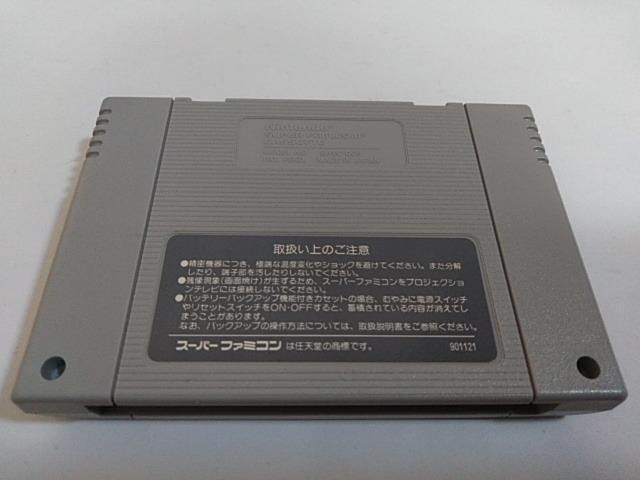 Nintendo
SUPER FAMICOM
CASSETTE
MADE IN JAPAN
取扱い上のご注意
●精密機器につき、極端な温度変化やショックを避けてください。また分解
したり、端子部を汚したりしないでください。
●残像現象(画面焼け)が生ずるため、スーパーファミコンをプロジェクショ
ンテレビには接続しないでください。
●バッテリーバックアップ機能付きカセットの場合、むやみに電源スイッチ
やリセットスイッチをON・OFFすると、蓄積されている内容が消えてし
まうことがあります。
なお、バックアップの操作方法については、取扱説明書をご参照ください。
スーパーファミコン は任天堂の商標です。 901121